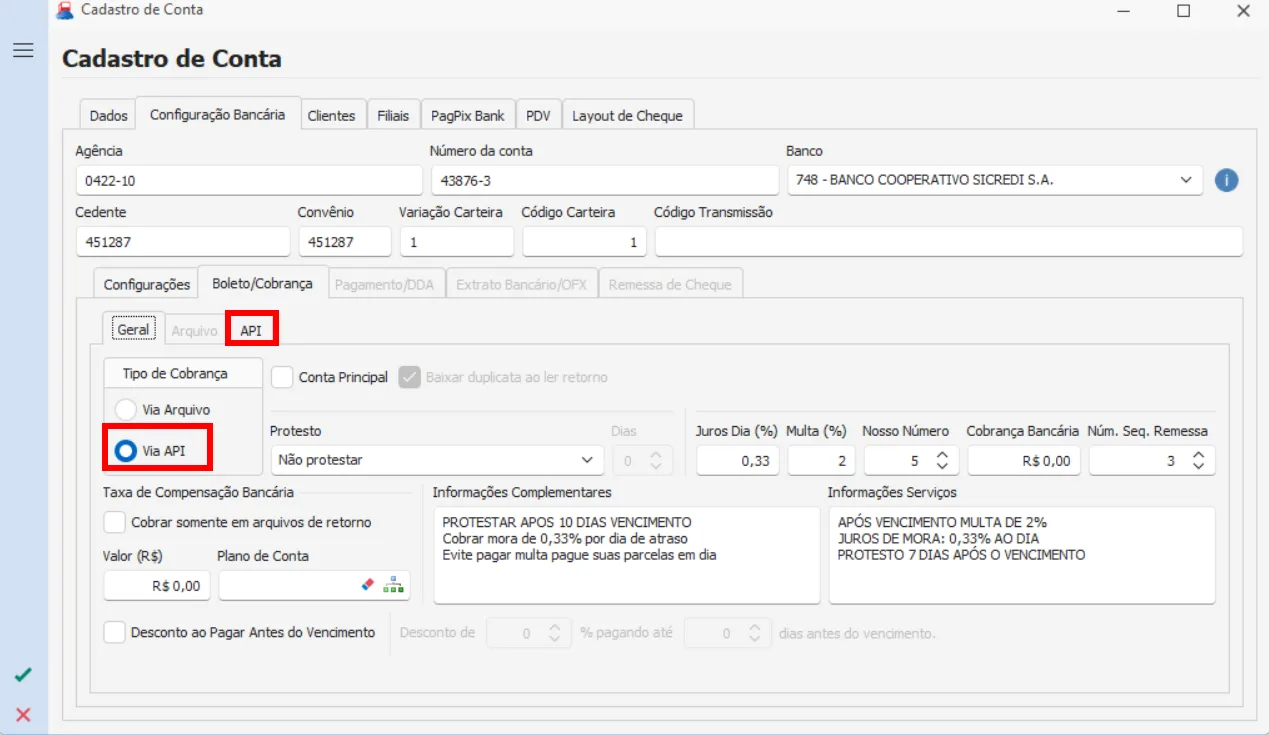 Cadastro de Conta
Cadastro de Conta
Dados Configuração Bancária Clientes Filiais PagPix Bank PDV Layout de Cheque
Agência Número da conta Banco
0422-10 43876-3 748 - BANCO COOPERATIVO SICREDI S.A.
Cedente Convênio Variação Carteira Código Carteira Código Transmissão
451287 451287 1 1
Configurações Boleto/Cobrança Pagamento/DDA Extrato Bancário/OFX Remessa de Cheque
Geral Arquivo API
Tipo de Cobrança Conta Principal Baixar duplicata ao ler retorno
Via Arquivo
Via API
Protesto Dias Juros Dia (%) Multa (%) Nosso Número Cobrança Bancária Núm. Seq. Remessa
Não protestar 0 0,33 2 5 R$ 0,00 3
Taxa de Compensação Bancária Informações Complementares Informações Serviços
Cobrar somente em arquivos de retorno
Valor (R$) Plano de Conta
R$ 0,00
PROTESTAR APOS 10 DIAS VENCIMENTO
Cobrar mora de 0,33% por dia de atraso
Evite pagar multa pague suas parcelas em dia
APÓS VENCIMENTO MULTA DE 2%
JUROS DE MORA: 0,33% AO DIA
PROTESTO 7 DIAS APÓS O VENCIMENTO
Desconto ao Pagar Antes do Vencimento Desconto de 0 % pagando até 0 dias antes do vencimento.